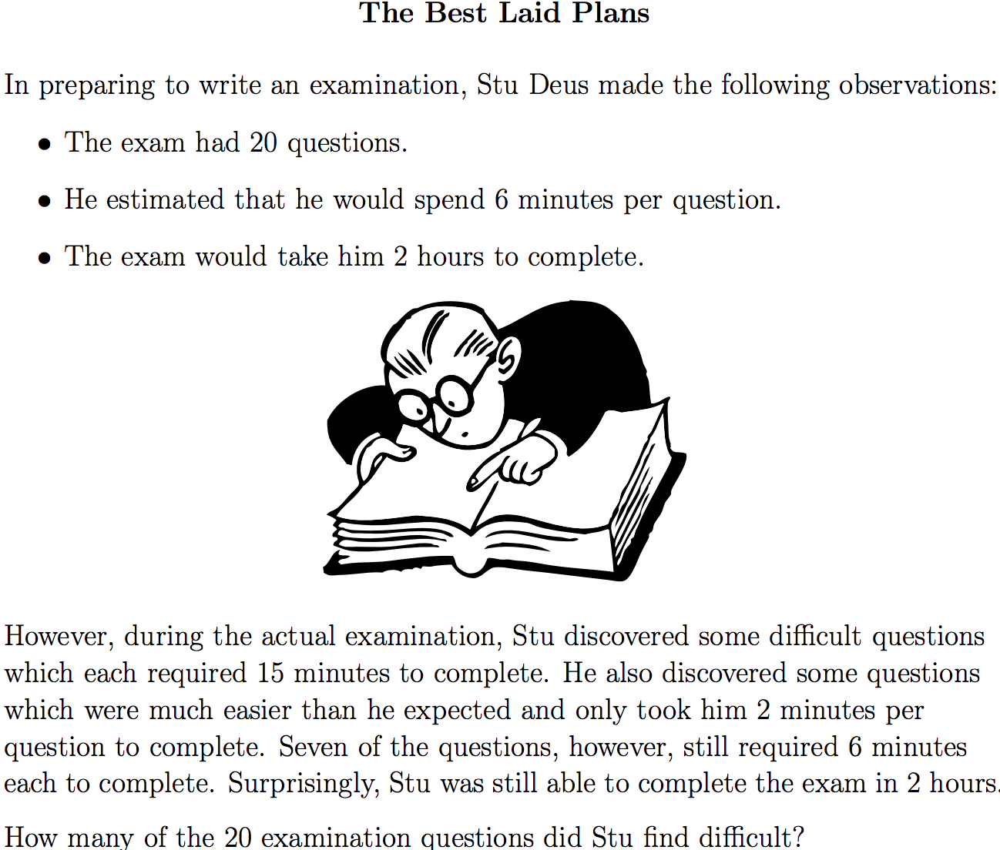 The Best Laid Plans
In preparing to write an examination, Stu Deus made the following observations:
• The exam had 20 questions.
• He estimated that he would spend 6 minutes per question.
• The exam would take him 2 hours to complete.
However, during the actual examination, Stu discovered some difficult questions
which each required 15 minutes to complete. He also discovered some questions
which were much easier than he expected and only took him 2 minutes per
question to complete. Seven of the questions, however, still required 6 minutes
each to complete. Surprisingly, Stu was still able to complete the exam in 2 hours.
How many of the 20 examination questions did Stu find difficult?